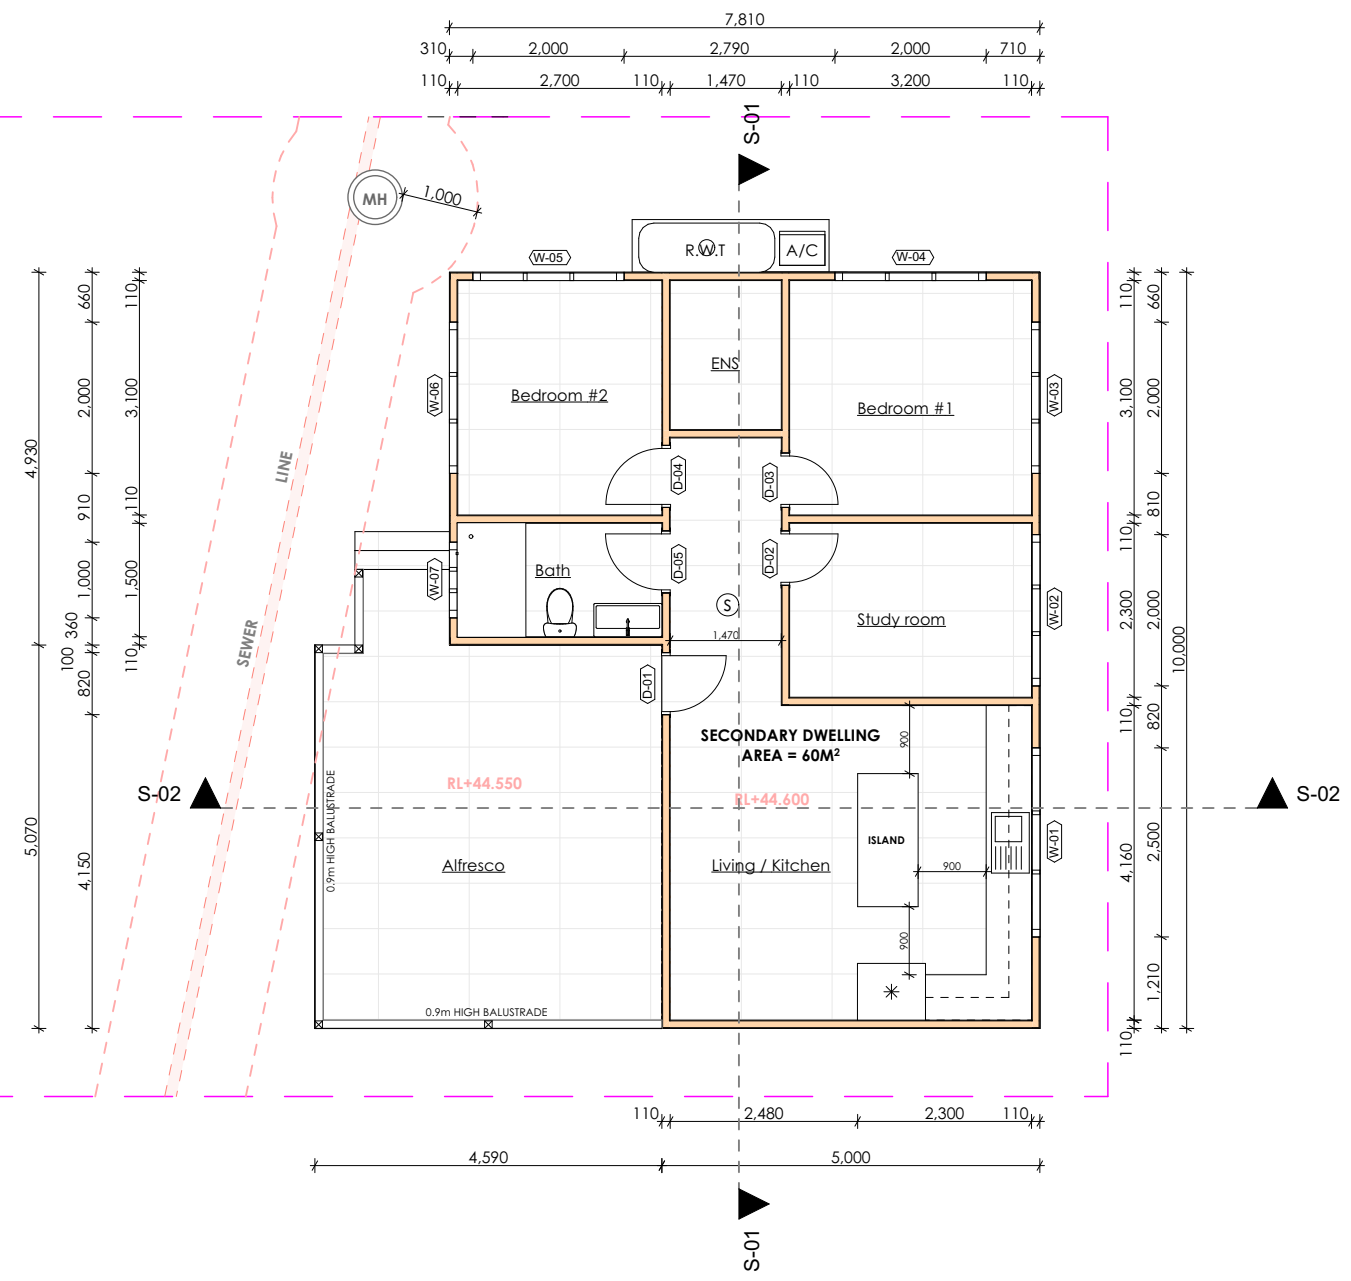 7,810
310 2,000 2,790 2,000 710
110 2,700 110 1,470 110 3,200 110
S-01
MH
1,000
W-05
R.W.T
A/C
W-04
110
660
110
660
ENS
Bedroom #2
Bedroom #1
W-06
W-03
2,000
3,100
3,100
2,000
4,930
LINE
D-04
D-03
910
110
810
110
Bath
D-05
D-02
W-07
W-02
1,000
1,500
S
Study room
2,300
2,000
360
100
110
SEWER
1,470
10,000
820
D-01
110
820
SECONDARY DWELLING
AREA = 60M²
900
RL+44.550
RL+44.600
S-02
S-02
0.9m HIGH BALUSTRADE
ISLAND
W-01
5,070
4,150
Alfresco
Living / Kitchen
900
4,160
2,500
900
1,210
0.9m HIGH BALUSTRADE
110
110 2,480 2,300 110
4,590 5,000
S-01